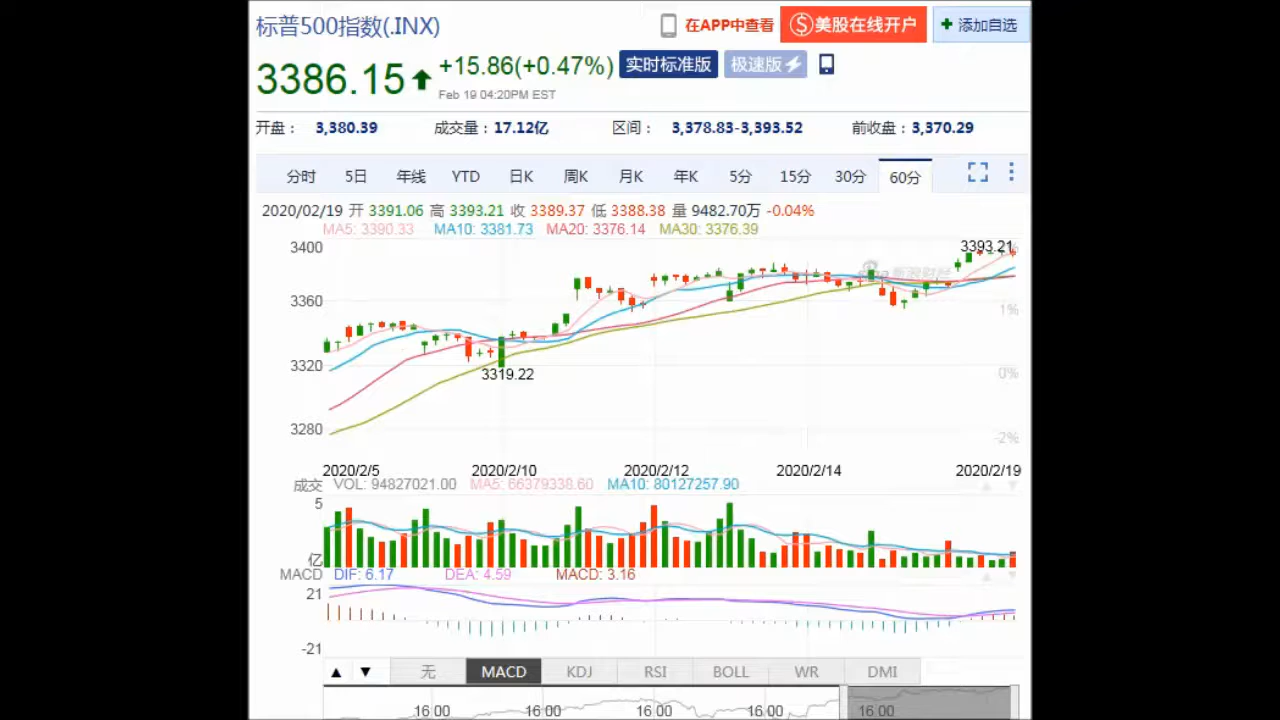 标普500指数(.INX)
在APP中查看
美股在线开户
添加自选
3386.15
+15.86(+0.47%)
实时标准版
极速版
Feb 19 04:20PM EST
开盘： 3,380.39 成交量：17.12亿 区间： 3,378.83-3,393.52 前收盘：3,370.29
分时 5日 年线 YTD 日K 周K 月K 年K 5分 15分 30分 60分
2020/02/19 开 3391.06 高 3393.21 收 3389.37 低 3388.38 量 9482.70万 -0.04%
MA5: 3390.33 MA10: 3381.73 MA20: 3376.14 MA30: 3376.39
3400
3393.21
3360
1%
3320
3319.22
0%
3280
-2%
2020/2/5 2020/2/10 2020/2/12 2020/2/14 2020/2/19
成交 VOL: 94827021.00 MA5: 66379338.60 MA10: 80127257.90
5
亿
MACD DIF: 6.17 DEA: 4.59 MACD: 3.16
21
-21
▲ ▼ 无 MACD KDJ RSI BOLL WR DMI
16:00 16:00 16:00 16:00 16:00